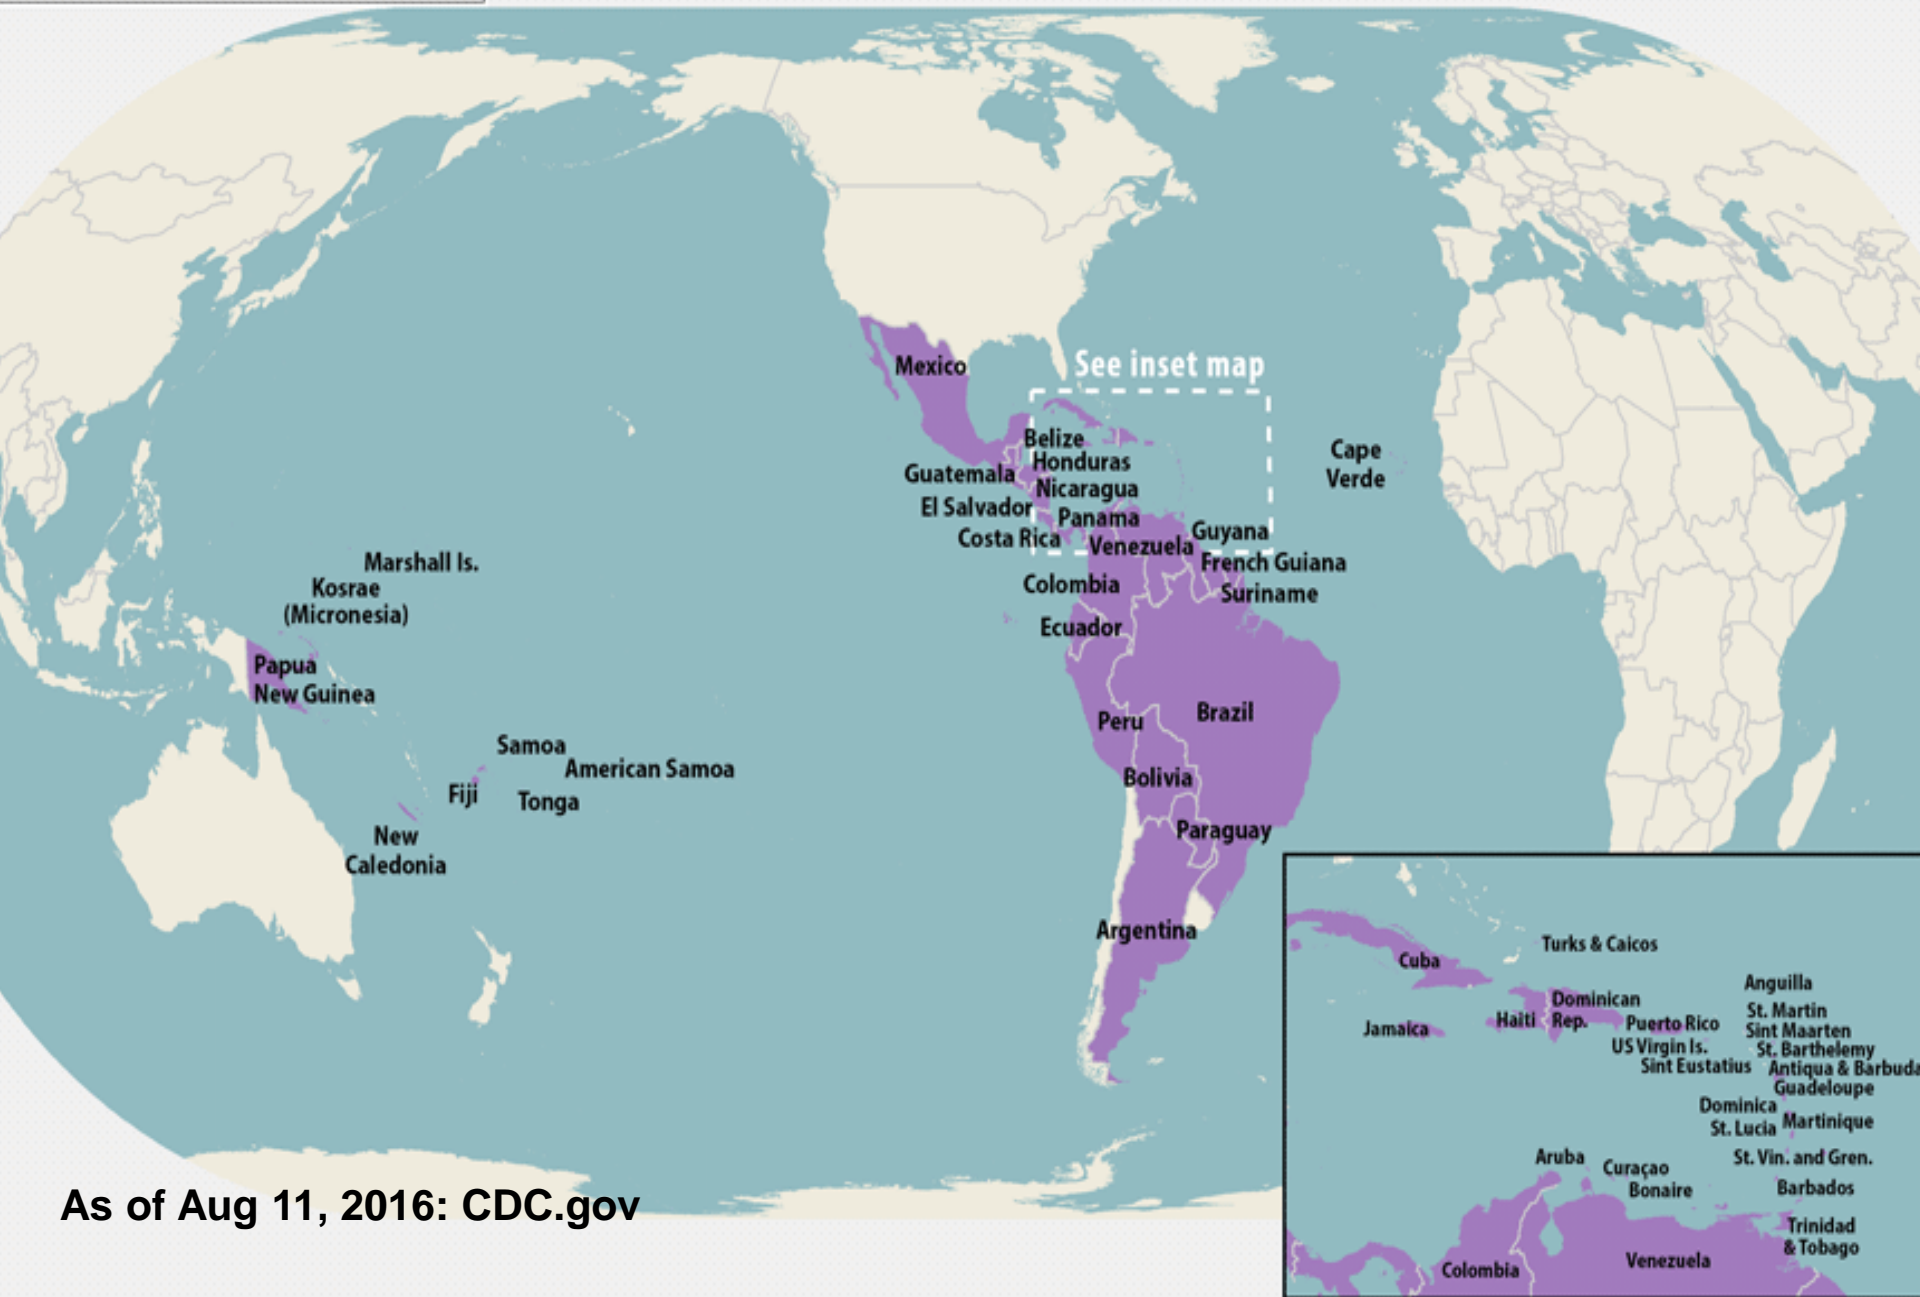 See inset map
Mexico
Belize
Honduras
Guatemala
Nicaragua
El Salvador
Panama
Costa Rica
Guyana
Venezuela
French Guiana
Colombia
Suriname
Ecuador
Cape
Verde
Marshall Is.
Kosrae
(Micronesia)
Papua
New Guinea
Peru
Brazil
Samoa
American Samoa
Fiji
Tonga
Bolivia
New
Caledonia
Paraguay
Argentina
Turks & Caicos
Cuba
Anguilla
Dominican
Rep.
Haiti
Jamaica
St. Martin
Puerto Rico
Sint Maarten
US Virgin Is.
St. Barthelemy
Sint Eustatius
Antiqua & Barbuda
Guadeloupe
Dominica
Martinique
St. Lucia
Aruba
Curaçao
St. Vin. and Gren.
Bonaire
Barbados
Trinidad
& Tobago
Venezuela
Colombia
As of Aug 11, 2016: CDC.gov